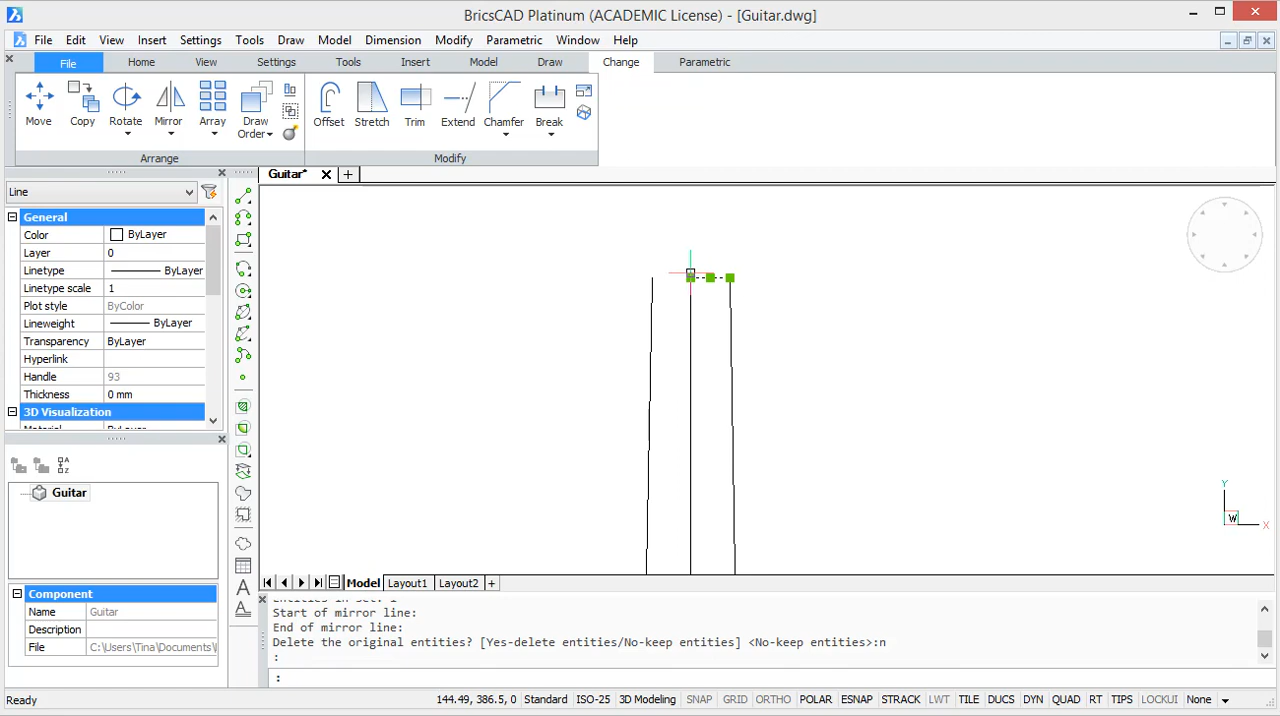 BricsCAD Platinum (ACADEMIC License) - [Guitar.dwg]
File Edit View Insert Settings Tools Draw Model Dimension Modify Parametric Window Help
File Home View Settings Tools Insert Model Draw Change Parametric
Move Copy Rotate Mirror Array Draw Order Offset Stretch Trim Extend Chamfer Break
Arrange Modify
Guitar*
Line
General
Color ByLayer
Layer 0
Linetype ByLayer
Linetype scale 1
Plot style ByColor
Lineweight ByLayer
Transparency ByLayer
Hyperlink
Handle 93
Thickness 0 mm
3D Visualization
Guitar
Y
W
X
Model Layout1 Layout2
Component
Name Guitar
Description
File C:\Users\Tina\Documents\
Start of mirror line:
End of mirror line:
Delete the original entities? [Yes-delete entities/No-keep entities] <No-keep entities>:n
:
:
Ready 144.49, 386.5, 0 Standard ISO-25 3D Modeling SNAP GRID ORTHO POLAR ESNAP STRACK LWT TILE DUCS DYN QUAD RT TIPS LOCKUI None